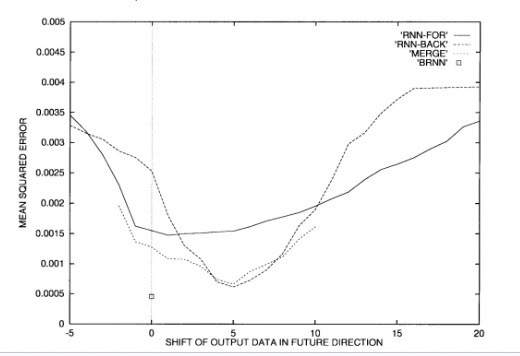 0.005
0.0045
0.004
0.0035
0.003
0.0025
0.002
0.0015
0.001
0.0005
0
MEAN SQUARED ERROR
'RNN-FOR'
'RNN-BACK'
'MERGE'
'BRNN'
-5 0 5 10 15 20
SHIFT OF OUTPUT DATA IN FUTURE DIRECTION